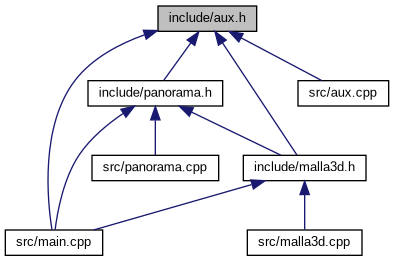 include/aux.h
include/panorama.h
src/aux.cpp
src/panorama.cpp
include/malla3d.h
src/main.cpp
src/malla3d.cpp